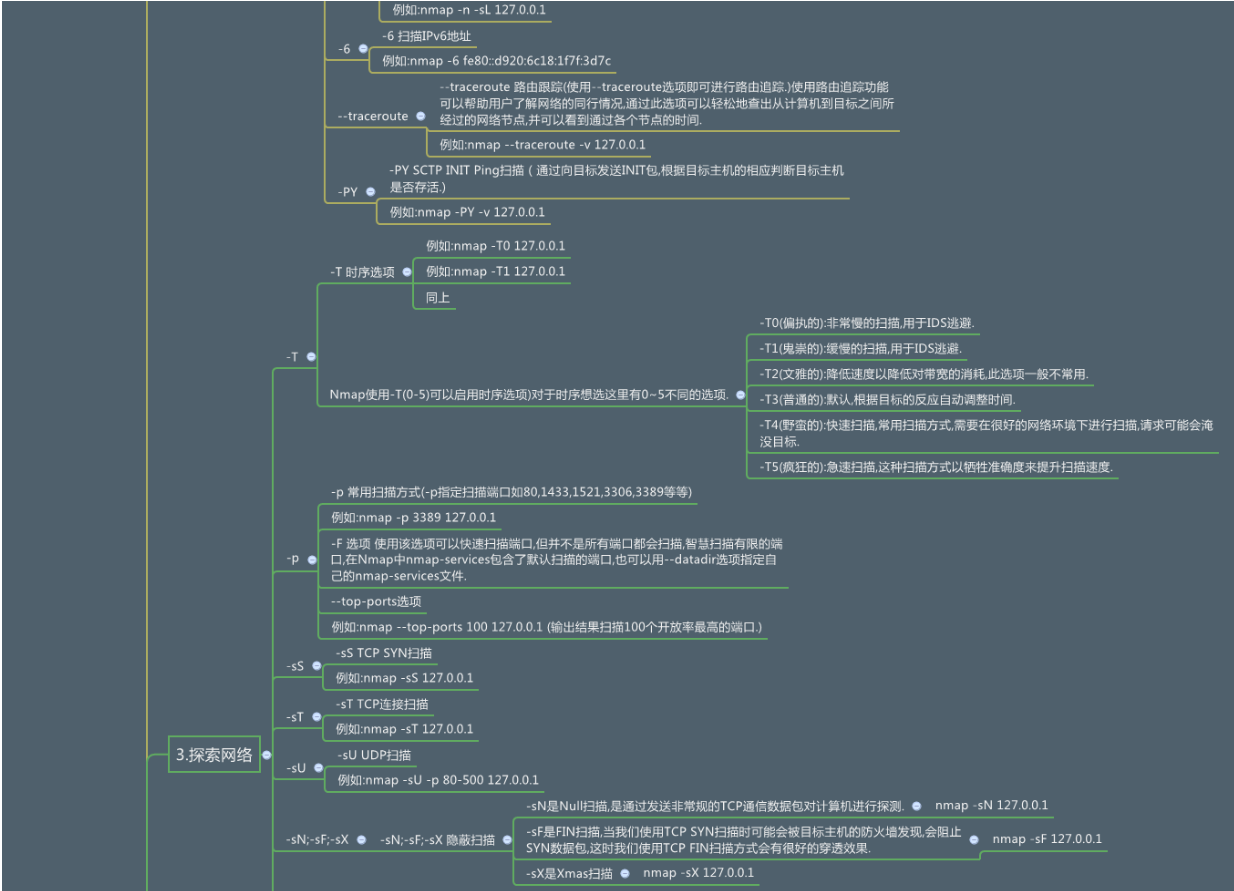 例如:nmap -n -sL 127.0.0.1
-6
-6 扫描IPv6地址
例如:nmap -6 fe80::d920:6c18:1f7f:3d7c
--traceroute
--traceroute 路由跟踪(使用--traceroute选项即可进行路由追踪.)使用路由追踪功能
可以帮助用户了解网络的同行情况,通过此选项可以轻松地查出从计算机到目标之间所
经过的网络节点,并可以看到通过各个节点的时间.
例如:nmap --traceroute -v 127.0.0.1
-PY
-PY SCTP INIT Ping扫描 ( 通过向目标发送INIT包,根据目标主机的相应判断目标主机
是否存活.)
例如:nmap -PY -v 127.0.0.1
3.探索网络
-T
-T 时序选项
例如:nmap -T0 127.0.0.1
例如:nmap -T1 127.0.0.1
同上
Nmap使用-T(0-5)可以启用时序选项)对于时序想选这里有0~5不同的选项.
-T0(偏执的):非常慢的扫描,用于IDS逃避.
-T1(鬼祟的):缓慢的扫描,用于IDS逃避.
-T2(文雅的):降低速度以降低对带宽的消耗,此选项一般不常用.
-T3(普通的):默认,根据目标的反应自动调整时间.
-T4(野蛮的):快速扫描,常用扫描方式,需要在很好的网络环境下进行扫描,请求可能会淹
没目标.
-T5(疯狂的):急速扫描,这种扫描方式以牺牲准确度来提升扫描速度.
-p
-p 常用扫描方式(-p指定扫描端口如80,1433,1521,3306,3389等等)
例如:nmap -p 3389 127.0.0.1
-F 选项 使用该选项可以快速扫描端口,但并不是所有端口都会扫描,智慧扫描有限的端
口,在Nmap中nmap-services包含了默认扫描的端口,也可以用--datadir选项指定自
己的nmap-services文件.
--top-ports选项
例如:nmap --top-ports 100 127.0.0.1 (输出结果扫描100个开放率最高的端口.)
-sS
-sS TCP SYN扫描
例如:nmap -sS 127.0.0.1
-sT
-sT TCP连接扫描
例如:nmap -sT 127.0.0.1
-sU
-sU UDP扫描
例如:nmap -sU -p 80-500 127.0.0.1
-sN;-sF;-sX
-sN;-sF;-sX 隐蔽扫描
-sN是Null扫描,是通过发送非常规的TCP通信数据包对计算机进行探测.
nmap -sN 127.0.0.1
-sF是FIN扫描,当我们使用TCP SYN扫描时可能会被目标主机的防火墙发现,会阻止
SYN数据包,这时我们使用TCP FIN扫描方式会有很好的穿透效果.
nmap -sF 127.0.0.1
-sX是Xmas扫描
nmap -sX 127.0.0.1